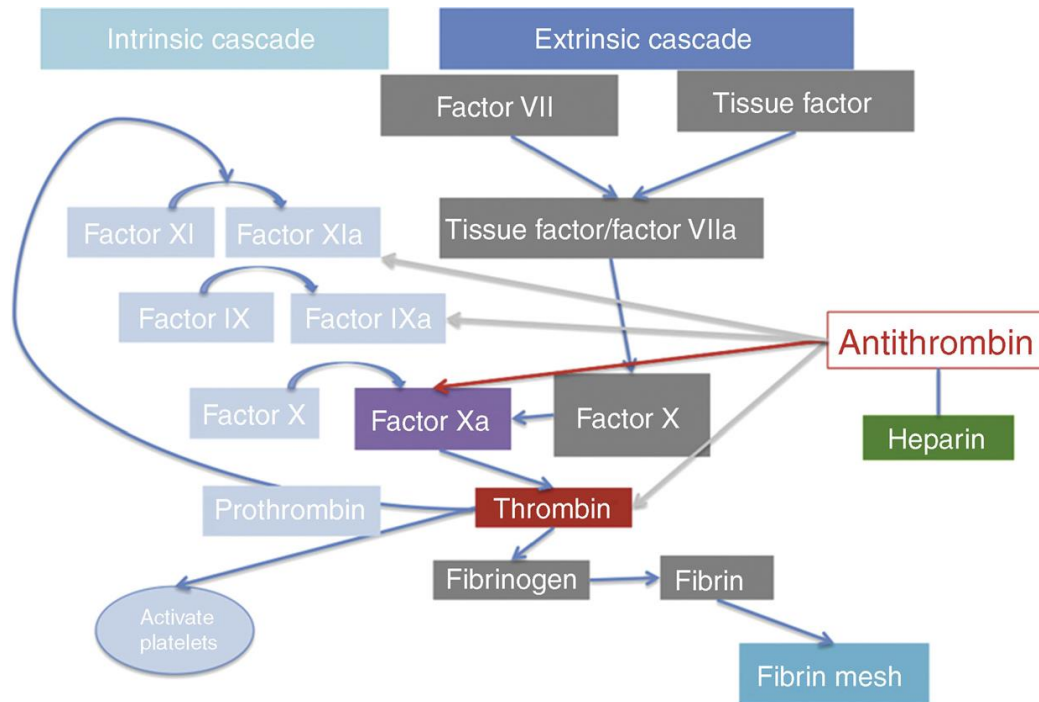 Intrinsic cascade
Extrinsic cascade
Factor VII
Tissue factor
Factor XI
Factor XIa
Tissue factor/factor VIIa
Factor IX
Factor IXa
Antithrombin
Factor X
Factor Xa
Factor X
Heparin
Prothrombin
Thrombin
Fibrinogen
Fibrin
Activate
platelets
Fibrin mesh